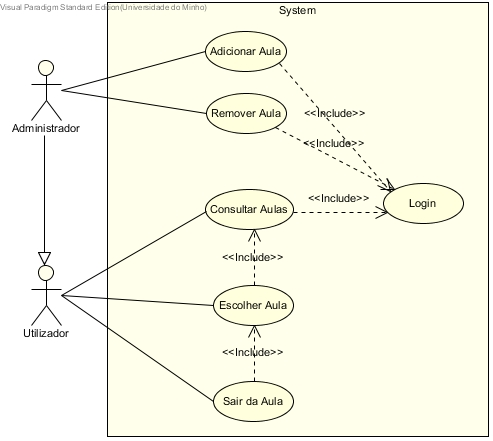 Visual Paradigm Standard Edition(Universidade do Minho)
System
Adicionar Aula
<<Include>>
Remover Aula
<<Include>>
Administrador
Consultar Aulas
<<Include>>
Login
<<Include>>
Escolher Aula
Utilizador
<<Include>>
Sair da Aula